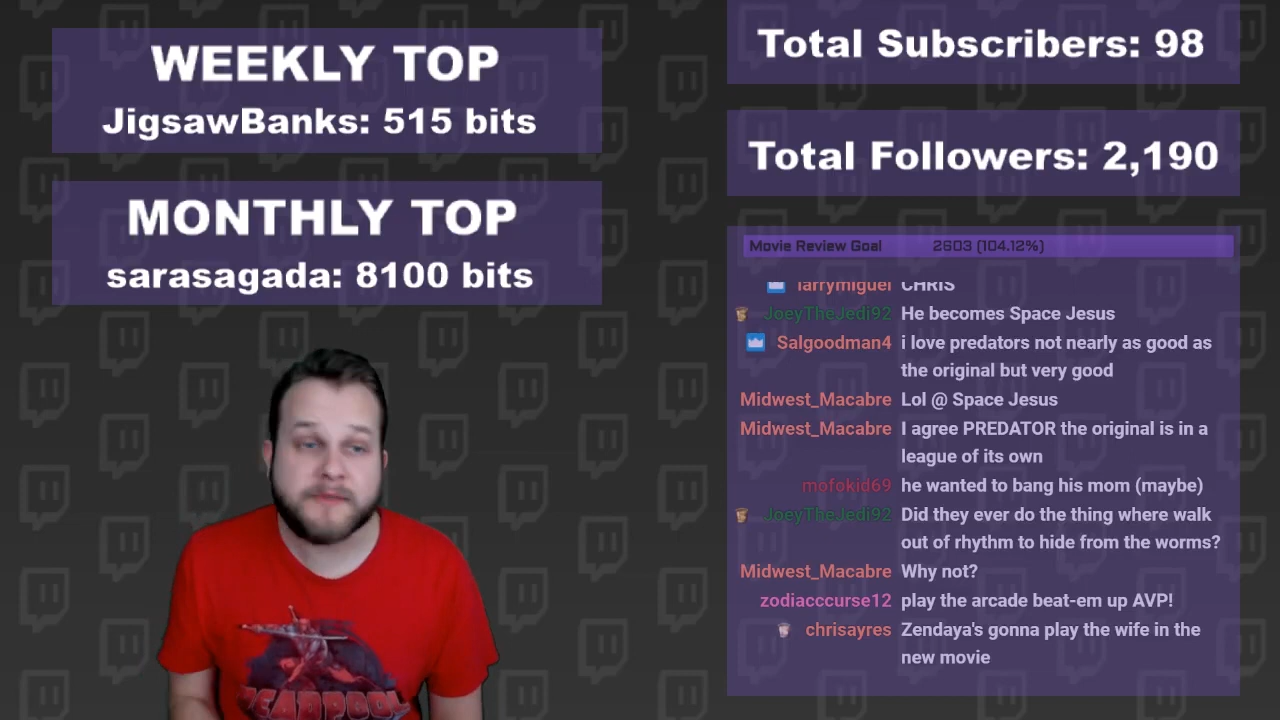 WEEKLY TOP
JigsawBanks: 515 bits
MONTHLY TOP
sarasagada: 8100 bits
Total Subscribers: 98
Total Followers: 2,190
Movie Review Goal 2603 (104.12%)
larrymiguel CHRIS
JoeyTheJedi92 He becomes Space Jesus
Salgoodman4 i love predators not nearly as good as
the original but very good
Midwest_Macabre Lol @ Space Jesus
Midwest_Macabre I agree PREDATOR the original is in a
league of its own
mofokid69 he wanted to bang his mom (maybe)
JoeyTheJedi92 Did they ever do the thing where walk
out of rhythm to hide from the worms?
Midwest_Macabre Why not?
zodiacccurse12 play the arcade beat-em up AVP!
chrisayres Zendaya's gonna play the wife in the
new movie
DEADPOOL